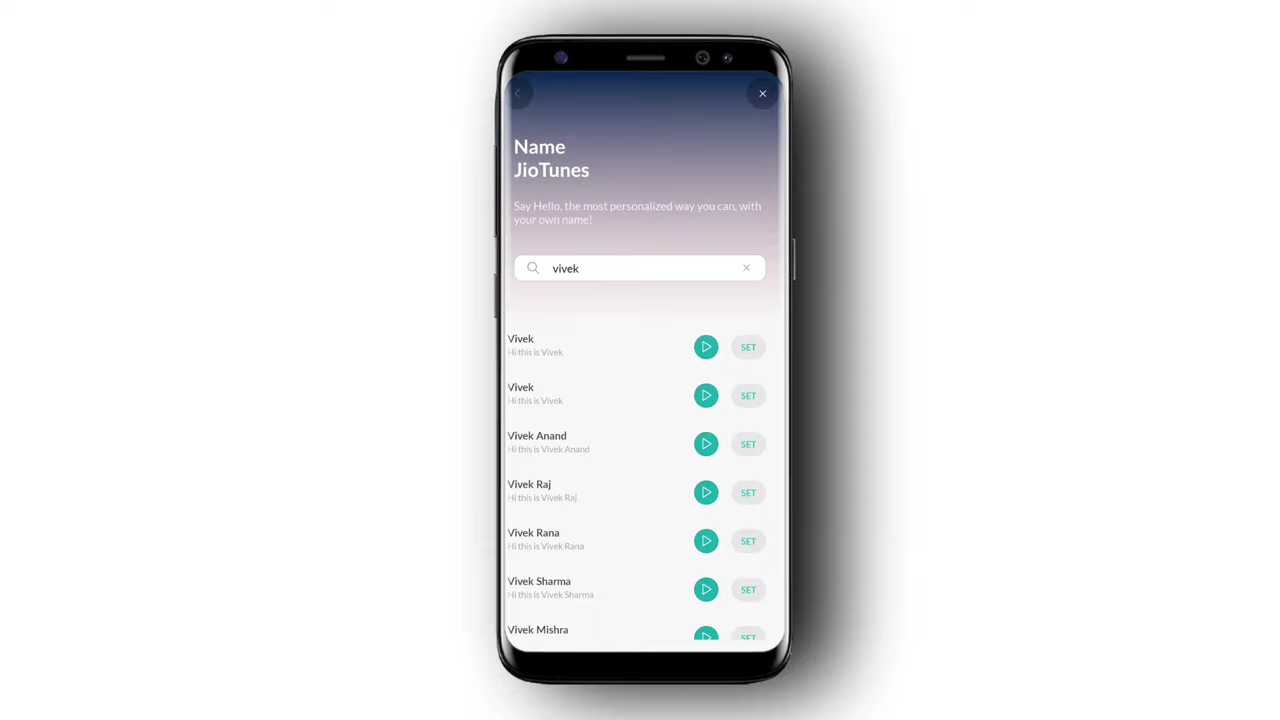 Name
JioTunes
Say Hello, the most personalized way you can, with
your own name!
vivek
Vivek
Hi this is Vivek
SET
Vivek
Hi this is Vivek
SET
Vivek Anand
Hi this is Vivek Anand
SET
Vivek Raj
Hi this is Vivek Raj
SET
Vivek Rana
Hi this is Vivek Rana
SET
Vivek Sharma
Hi this is Vivek Sharma
SET
Vivek Mishra
SET